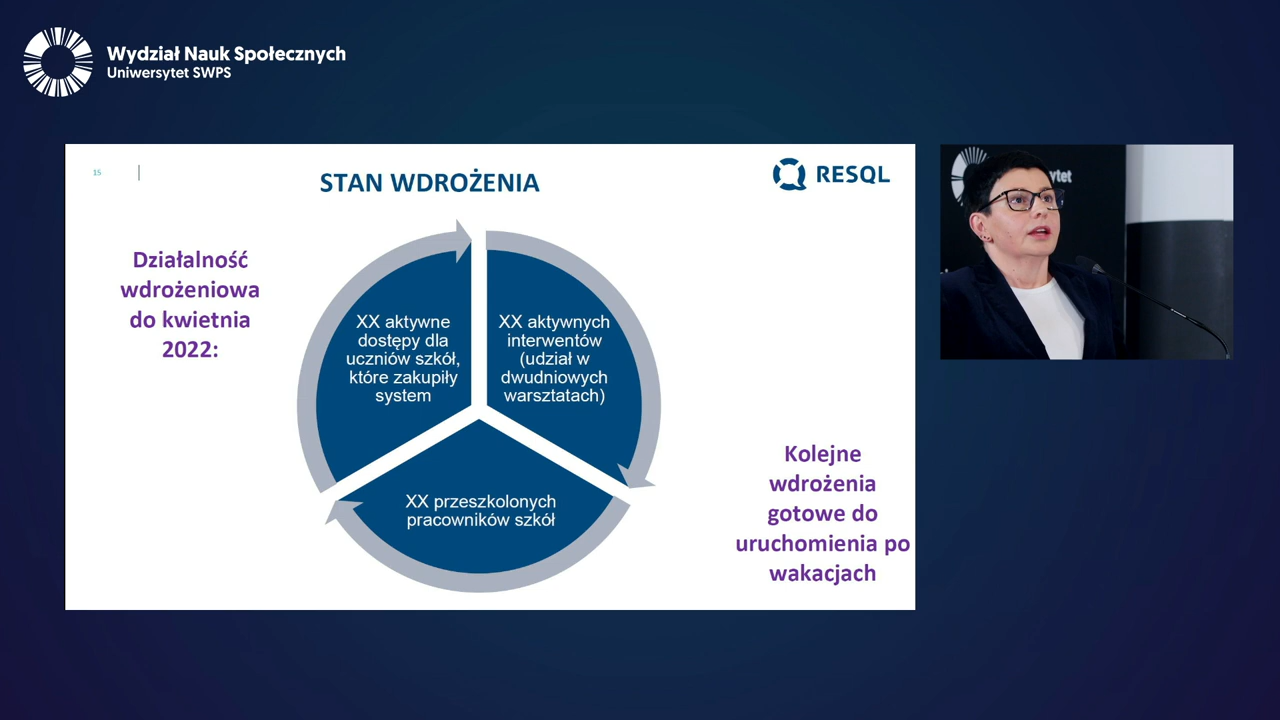 Wydział Nauk Społecznych
Uniwersytet SWPS
15
STAN WDROŻENIA
RESQL
Działalność
wdrożeniowa
do kwietnia
2022:
XX aktywne
dostępy dla
uczniów szkół,
które zakupiły
system
XX aktywnych
interwentów
(udział w
dwudniowych
warsztatach)
XX przeszkolonych
pracowników szkół
Kolejne
wdrożenia
gotowe do
uruchomienia po
wakacjach
ytet